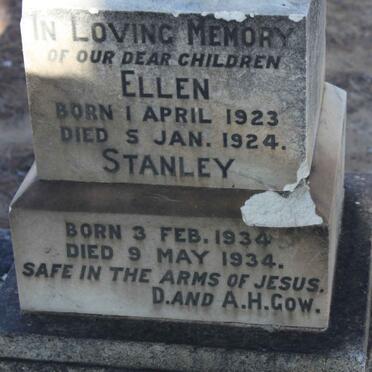 IN LOVING MEMORY
OF OUR DEAR CHILDREN
ELLEN
BORN 1 APRIL 1923
DIED 5 JAN. 1924.
STANLEY
BORN 3 FEB. 1934
DIED 9 MAY 1934.
SAFE IN THE ARMS OF JESUS.
D. AND A.H. GOW.